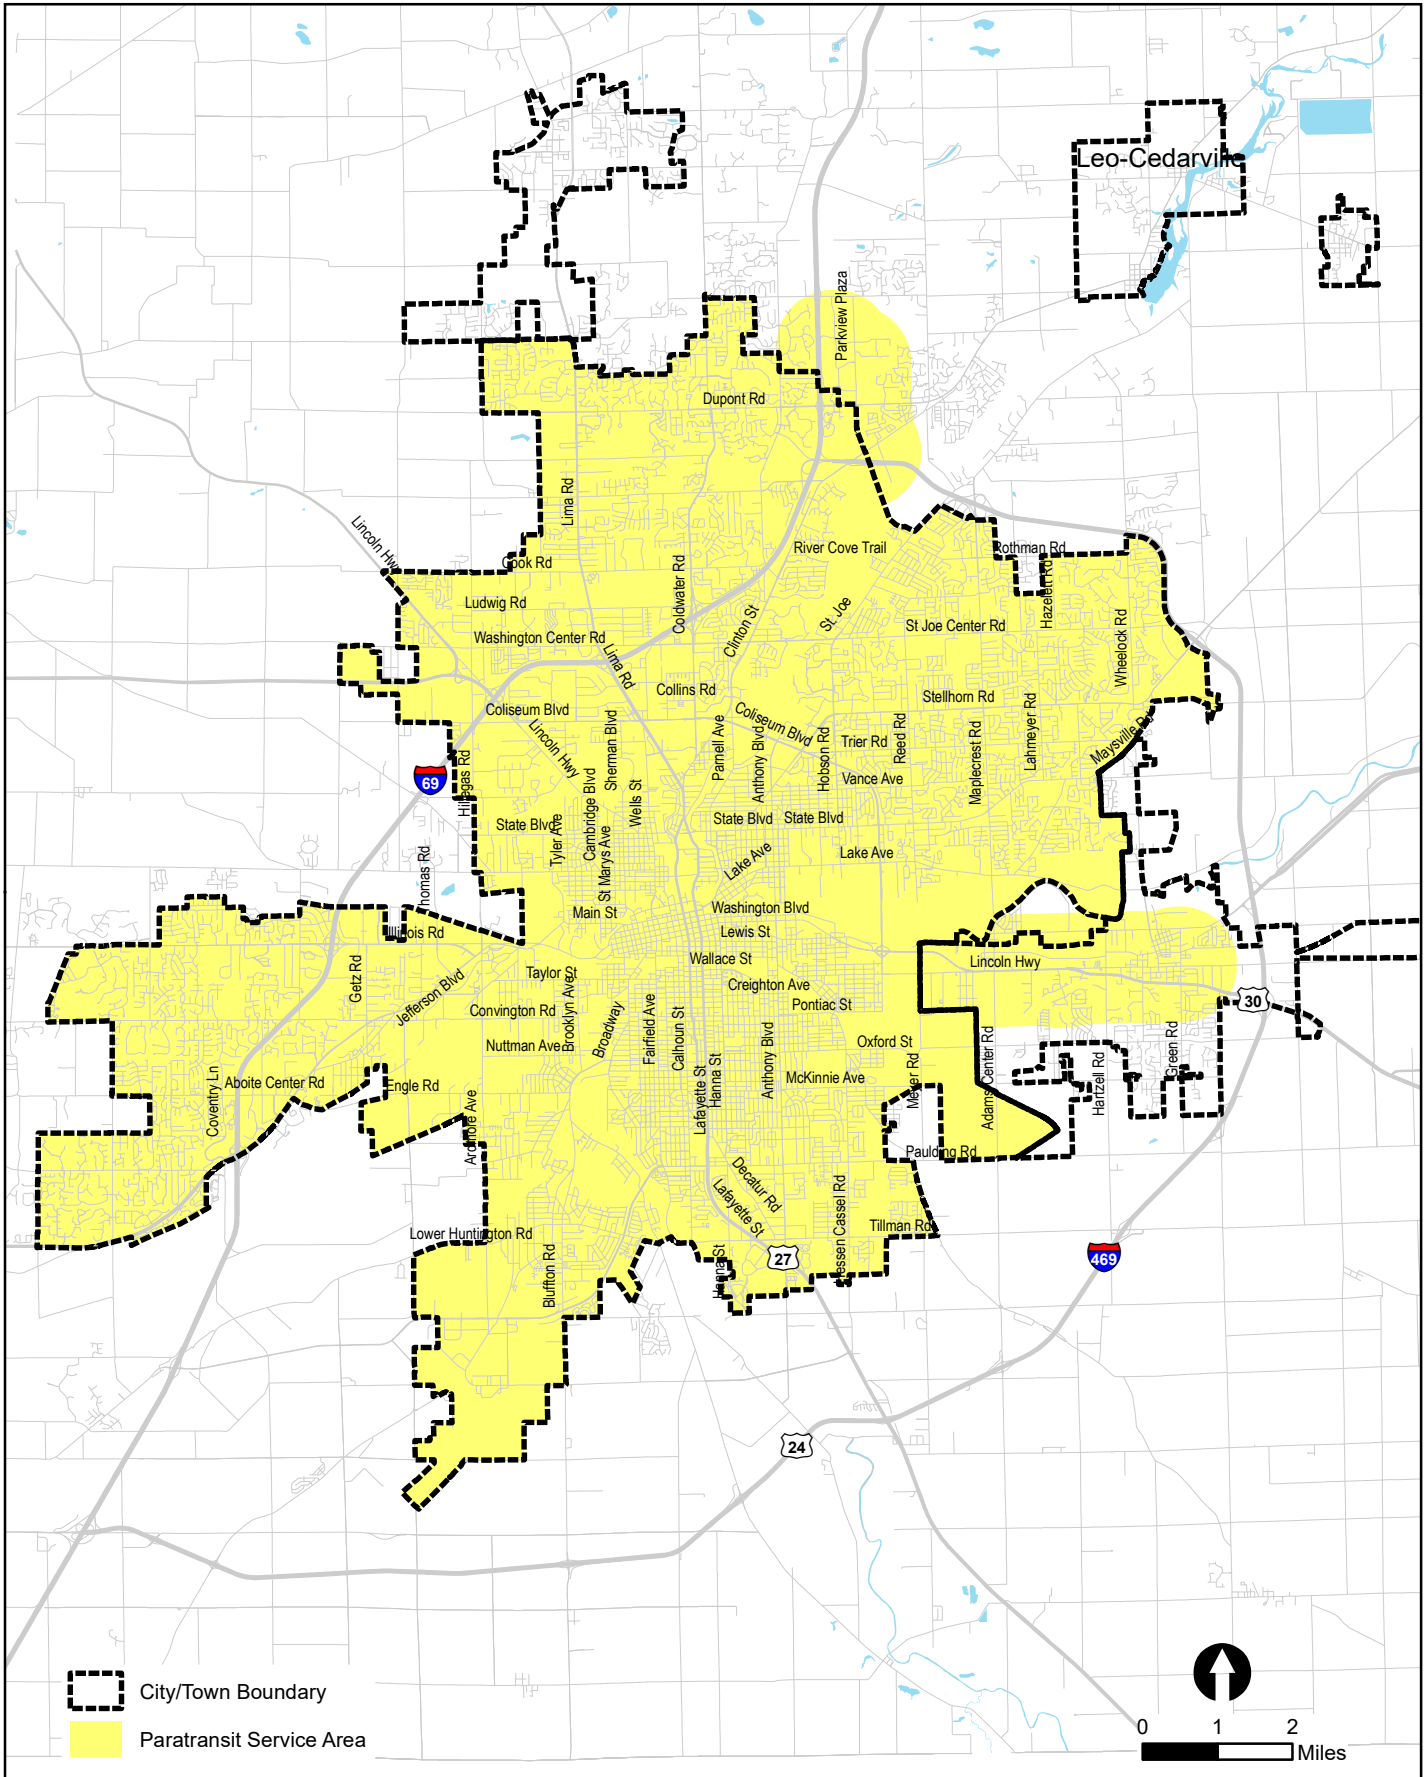 Leo-Cedarville
Parkview Plaza
Dupont Rd
Lima Rd
Lincoln Hwy
River Cove Trail
Rothman Rd
Cook Rd
Coldwater Rd
Hazelett Rd
Ludwig Rd
Clinton St
St. Joe
St Joe Center Rd
Washington Center Rd
Wheelock Rd
Lima Rd
Collins Rd
Stellhorn Rd
Coliseum Blvd
Coliseum Blvd
Lincoln Hwy
Sherman Blvd
Parnell Ave
Anthony Blvd
Hobson Rd
Trier Rd
Reed Rd
Maplecrest Rd
Lahmeyer Rd
Maysville Rd
69
Hillegas Rd
Vance Ave
Cambridge Blvd
Wells St
State Blvd
Tyler Ave
State Blvd
State Blvd
St Marys Ave
Lake Ave
Lake Ave
Thomas Rd
Main St
Washington Blvd
Illinois Rd
Lewis St
Wallace St
Lincoln Hwy
Getz Rd
Jefferson Blvd
Taylor St
Creighton Ave
30
Convington Rd
Brooklyn Ave
Broadway
Fairfield Ave
Calhoun St
Pontiac St
Nuttman Ave
Oxford St
Anthony Blvd
Adams Center Rd
Green Rd
Hartzell Rd
Aboite Center Rd
Engle Rd
McKinnie Ave
Meyer Rd
Coventry Ln
Lafayette St
Hanna St
Ardmore Ave
Paulding Rd
Decatur Rd
Lafayette St
Hessen Cassel Rd
Tillman Rd
Lower Huntington Rd
27
469
Bluffton Rd
Hanna St
24
City/Town Boundary
Paratransit Service Area
0 1 2
Miles